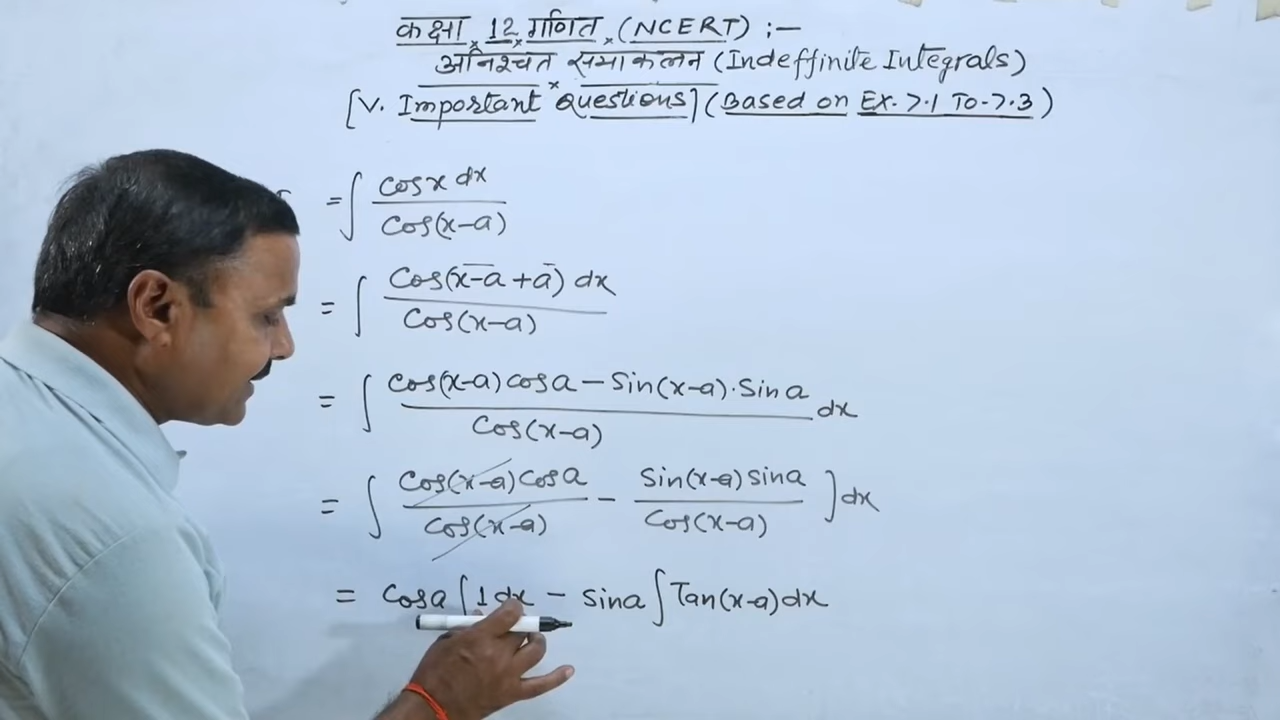 कक्षा 12 गणित (NCERT) :-
अनिश्चत समाकलन (Indeffinite Integrals)
[V. Important Questions] (Based on Ex. 7.1 To-7.3)
= ∫ Cosx dx / Cos(x-a)
= ∫ Cos(x-a+a) dx / Cos(x-a)
= ∫ Cos(x-a) cosa - Sin(x-a)·Sina / Cos(x-a) dx
= ∫ Cos(x-a) Cosa / Cos(x-a) - Sin(x-a) Sina / Cos(x-a) ] dx
= Cosa ∫ 1 dx - Sina ∫ Tan(x-a) dx